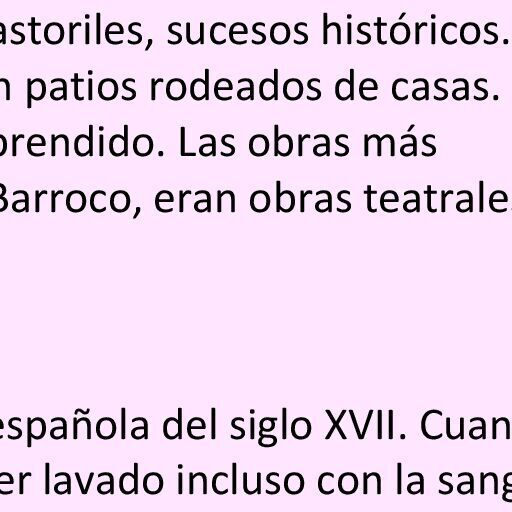 astoriles, sucesos históricos.
n patios rodeados de casas.
prendido. Las obras más
Barroco, eran obras teatrale
española del siglo XVII. Cuan
er lavado incluso con la sang